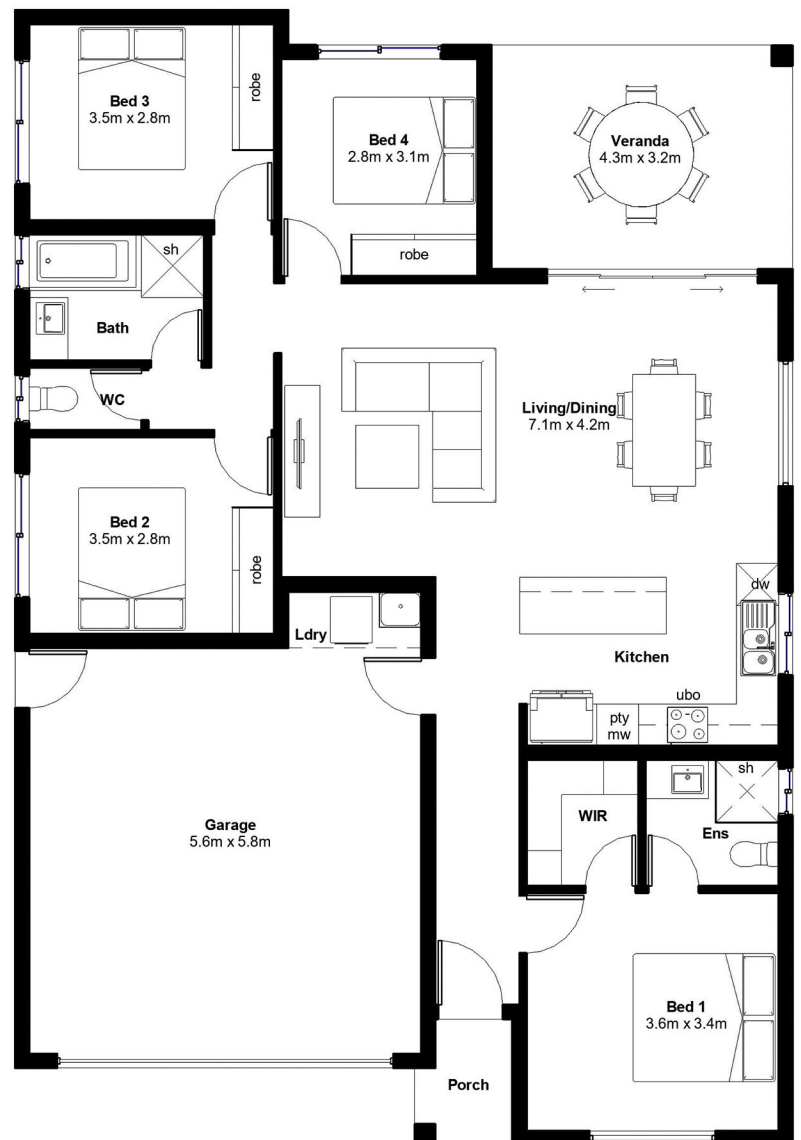 Bed 3
3.5m x 2.8m
robe
Bed 4
2.8m x 3.1m
robe
Veranda
4.3m x 3.2m
sh
Bath
WC
Living/Dining
7.1m x 4.2m
Bed 2
3.5m x 2.8m
robe
dw
Ldry
Kitchen
ubo
pty
mw
sh
WIR
Ens
Garage
5.6m x 5.8m
Bed 1
3.6m x 3.4m
Porch